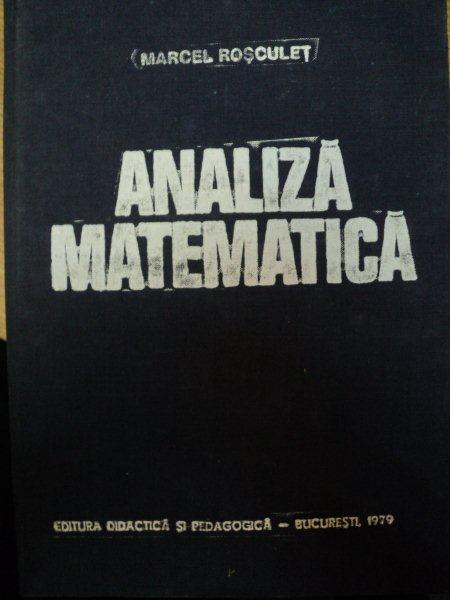 MARCEL ROȘCULEȚ
ANALIZĂ
MATEMATICĂ
EDITURA DIDACTICĂ ȘI PEDAGOGICĂ – BUCUREȘTI, 1979